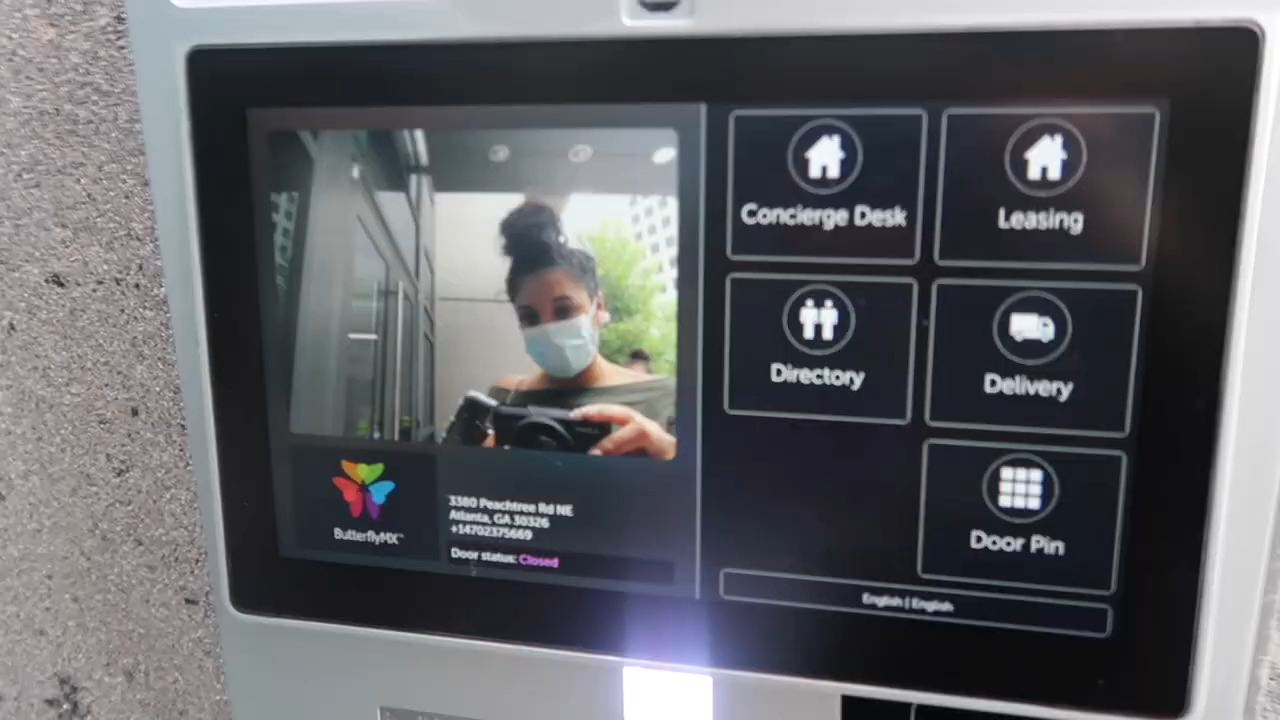 Concierge Desk
Leasing
Directory
Delivery
Door Pin
English | English
ButterflyMX™
3380 Peachtree Rd NE
Atlanta, GA 30326
+14702375669
Door status: Closed